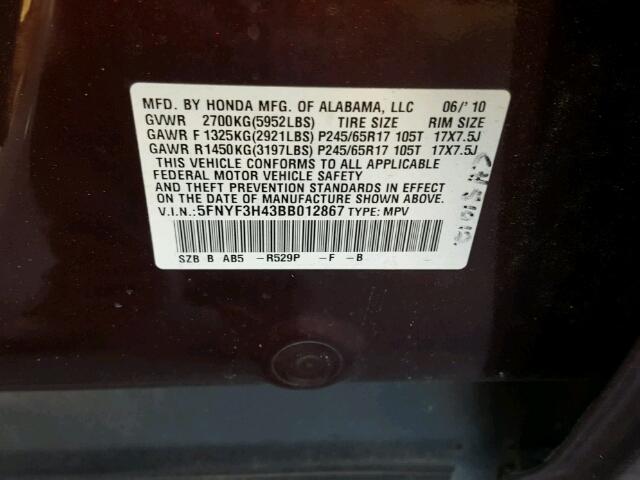 MFD. BY HONDA MFG. OF ALABAMA, LLC 06/'10
GVWR 2700KG(5952LBS) TIRE SIZE RIM SIZE
GAWR F 1325KG(2921LBS) P245/65R17 105T 17X7.5J
GAWR R1450KG(3197LBS) P245/65R17 105T 17X7.5J
THIS VEHICLE CONFORMS TO ALL APPLICABLE
FEDERAL MOTOR VEHICLE SAFETY
AND THEFT PREVENTION STANDARDS IN EFFECT
ON THE DATE OF MANUFACTURE SHOWN ABOVE.
V.I.N.: 5FNYF3H43BB012867 TYPE: MPV
SZB B AB5 -R529P -F -B